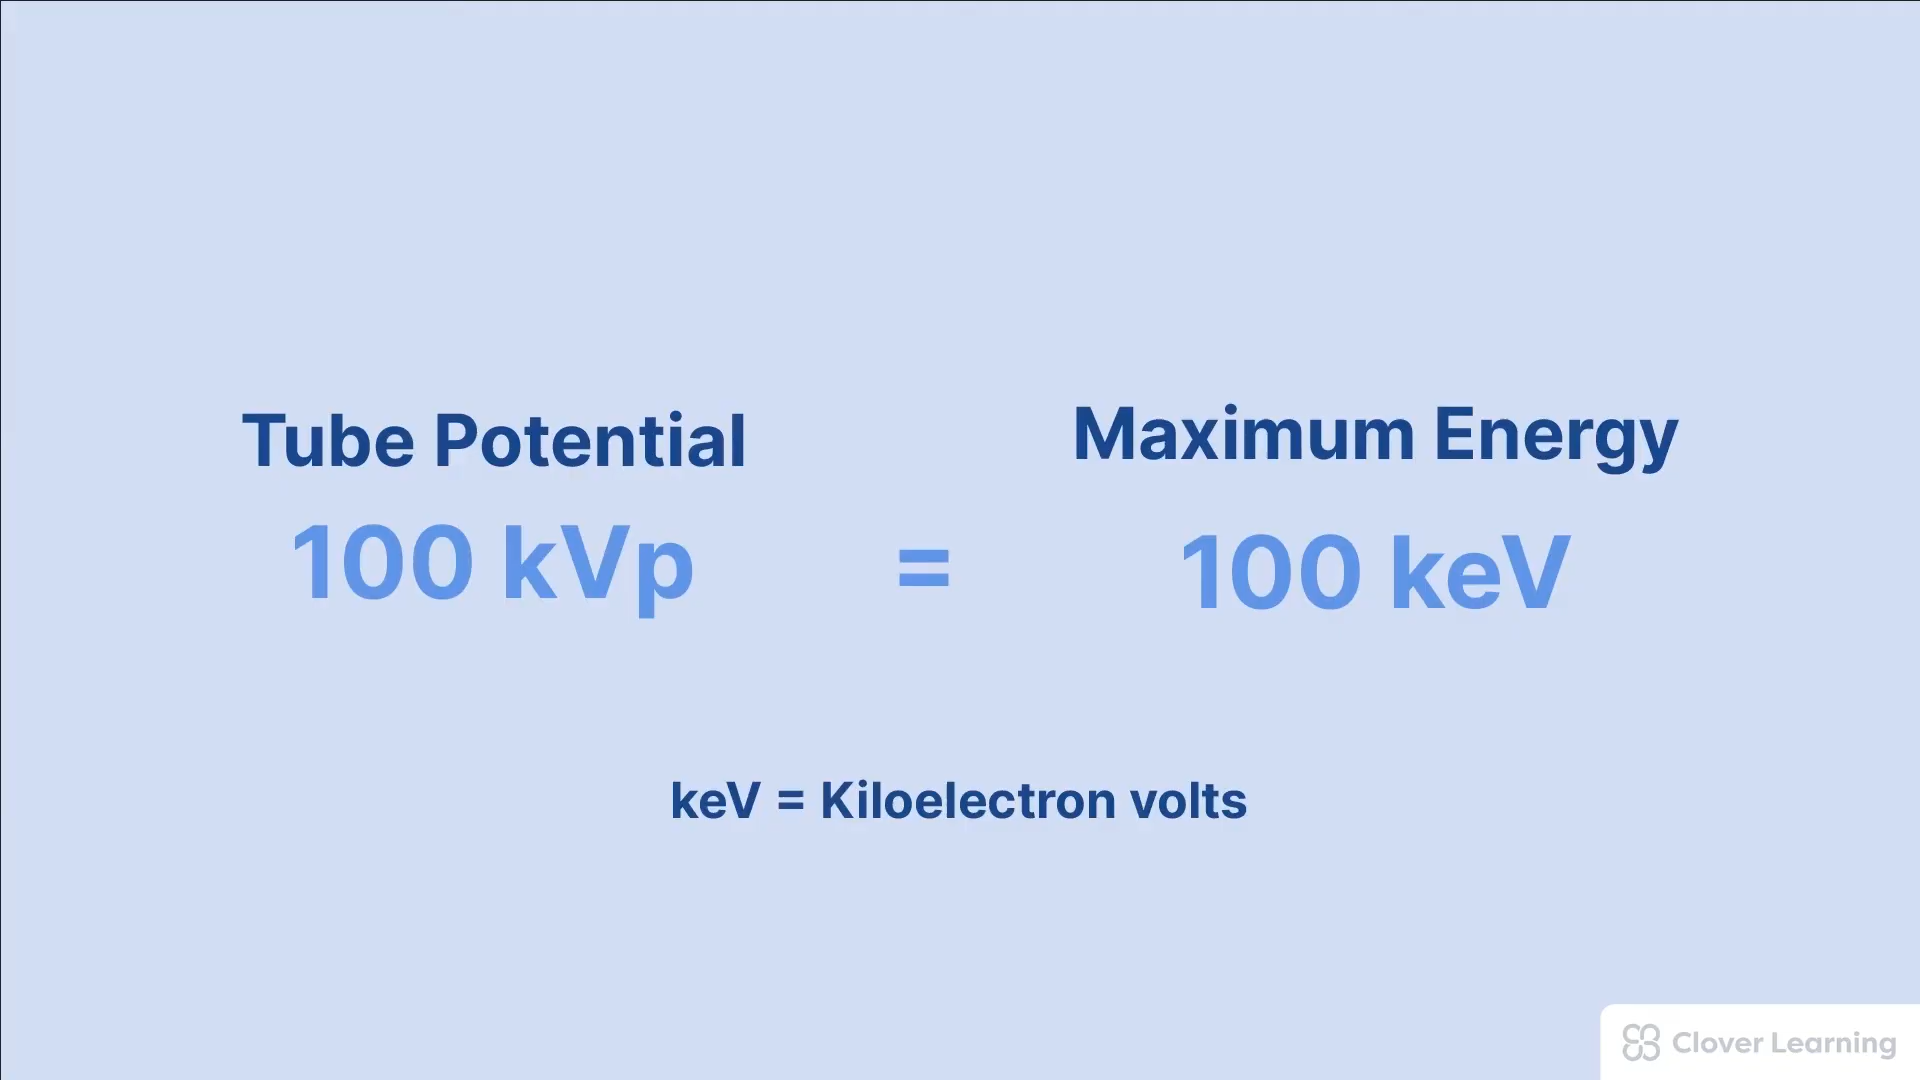 Tube Potential
Maximum Energy
100 kVp = 100 keV
keV = Kiloelectron volts
Clover Learning